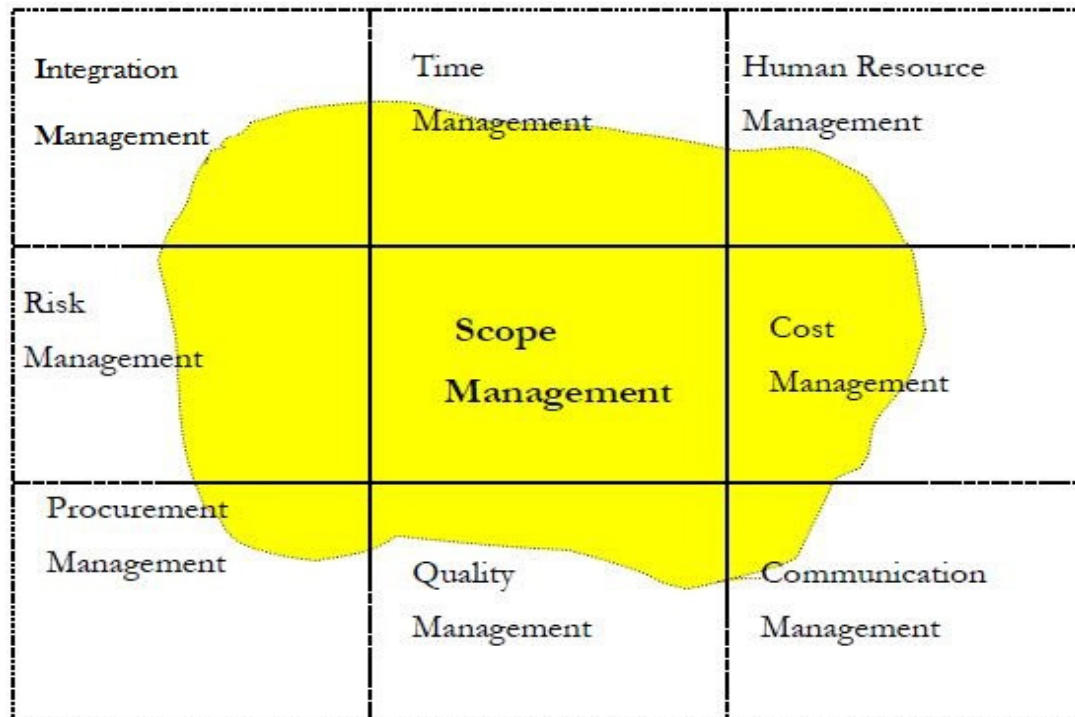 Integration
Management
Time
Management
Human Resource
Management
Risk
Management
Scope
Management
Cost
Management
Procurement
Management
Quality
Management
Communication
Management